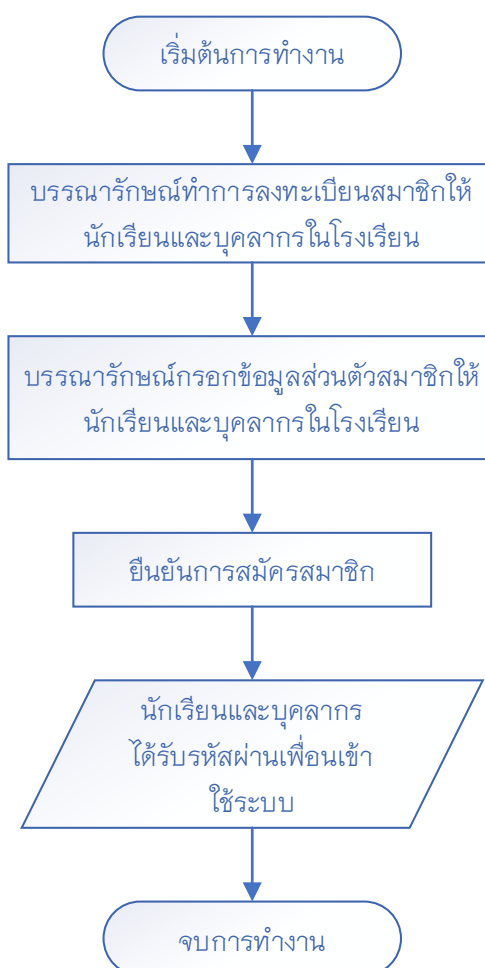 เริ่มต้นการทำงาน
บรรณารักษณ์ทำการลงทะเบียนสมาชิกให้
นักเรียนและบุคลากรในโรงเรียน
บรรณารักษณ์กรอกข้อมูลส่วนตัวสมาชิกให้
นักเรียนและบุคลากรในโรงเรียน
ยืนยันการสมัครสมาชิก
นักเรียนและบุคลากร
ได้รับรหัสผ่านเพื่อนเข้า
ใช้ระบบ
จบการทำงาน